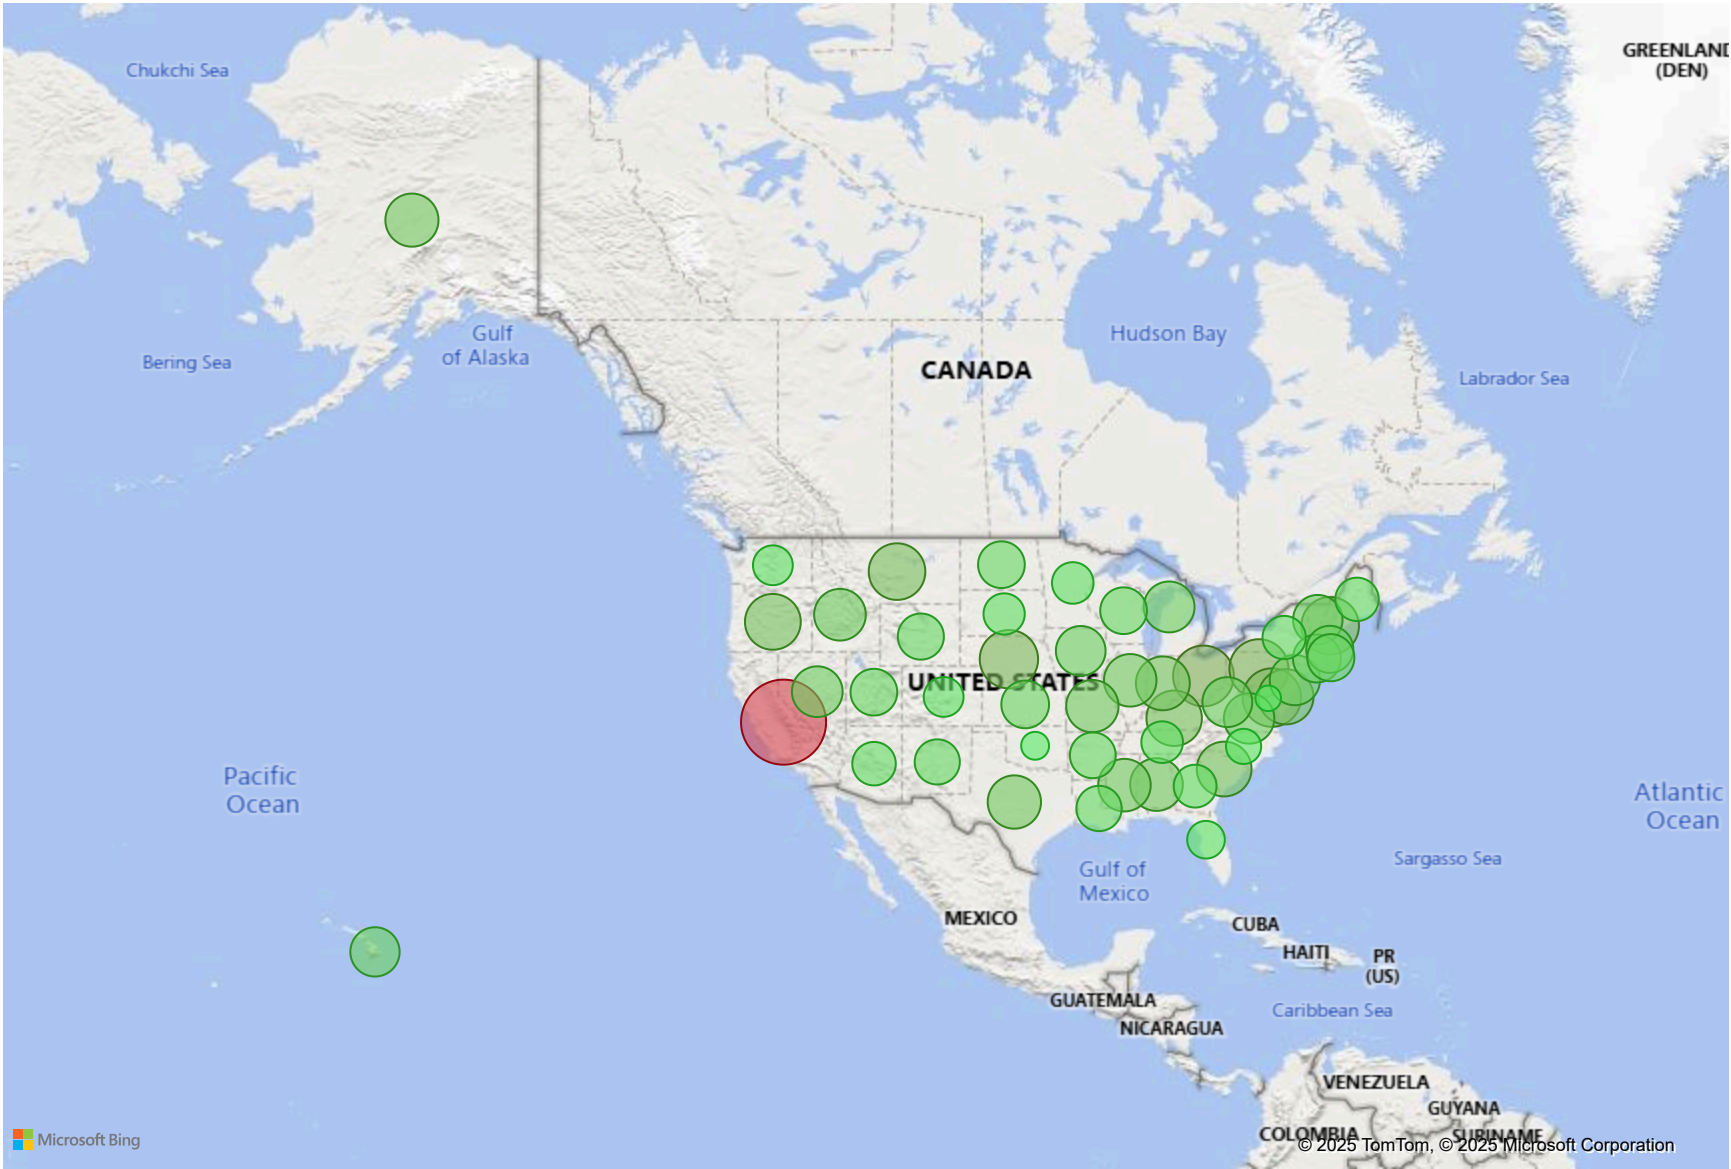 GREENLAND
(DEN)
Chukchi Sea
Gulf
of Alaska
Hudson Bay
Bering Sea
CANADA
Labrador Sea
UNITED STATES
Pacific
Ocean
Atlantic
Ocean
Sargasso Sea
Gulf of
Mexico
MEXICO
CUBA
HAITI
PR
(US)
GUATEMALA
Caribbean Sea
NICARAGUA
VENEZUELA
GUYANA
COLOMBIA
SURINAME
Microsoft Bing
© 2025 TomTom, © 2025 Microsoft Corporation